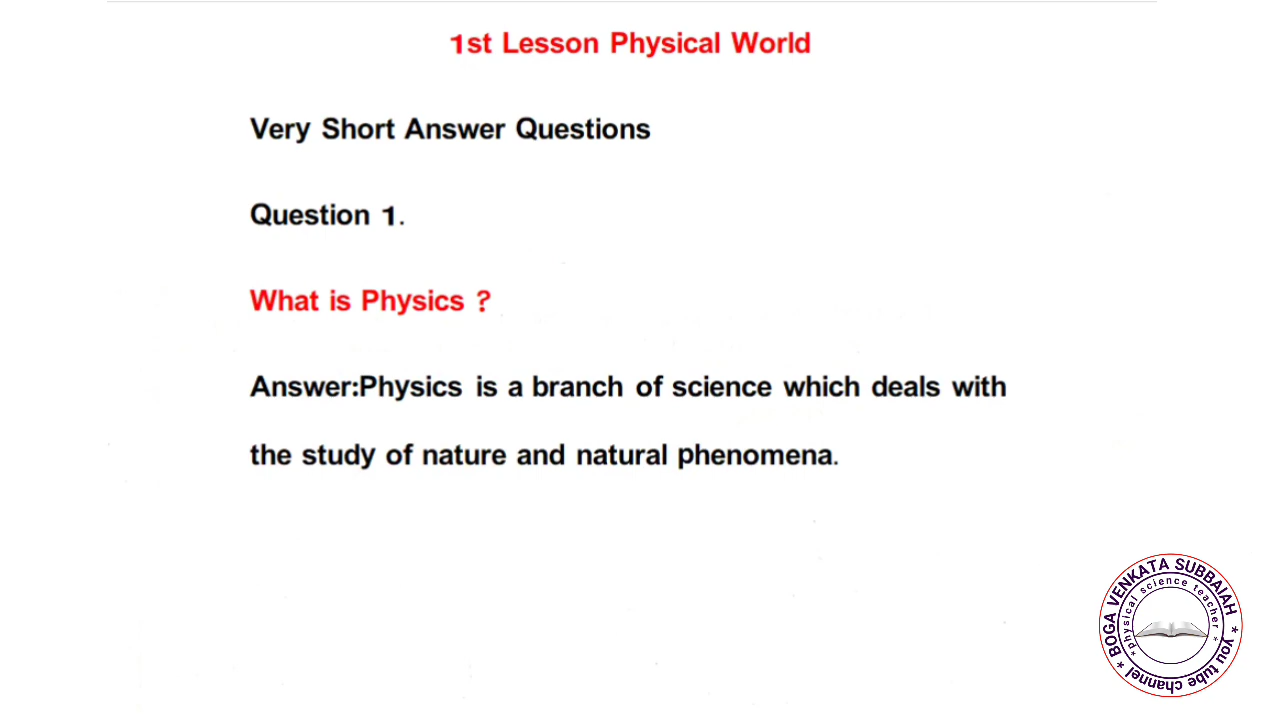 1st Lesson Physical World
Very Short Answer Questions
Question 1.
What is Physics ?
Answer:Physics is a branch of science which deals with
the study of nature and natural phenomena.
BOGA VENKATA SUBBAIAH * you tube channel *
* physical science teacher *